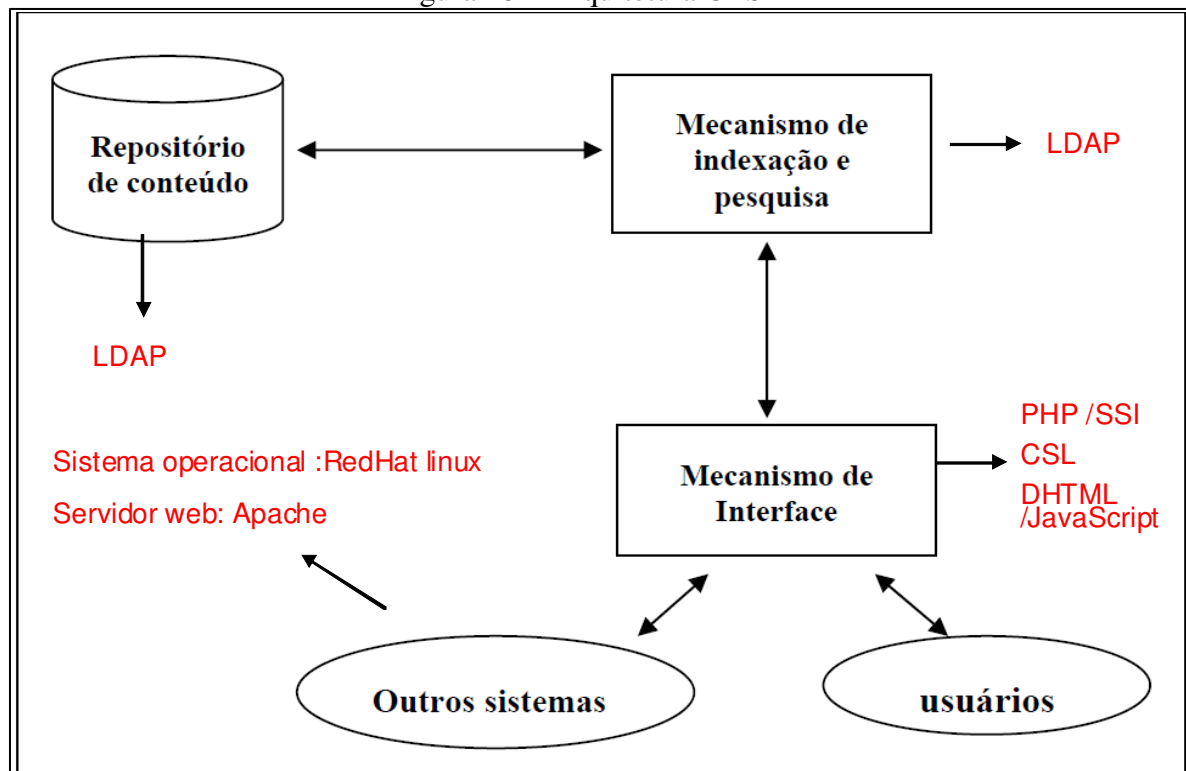 Repositório
de conteúdo
Mecanismo de
indexação e
pesquisa
LDAP
LDAP
PHP /SSI
CSL
DHTML
/JavaScript
Sistema operacional :RedHat linux
Servidor web: Apache
Mecanismo de
Interface
Outros sistemas
usuários